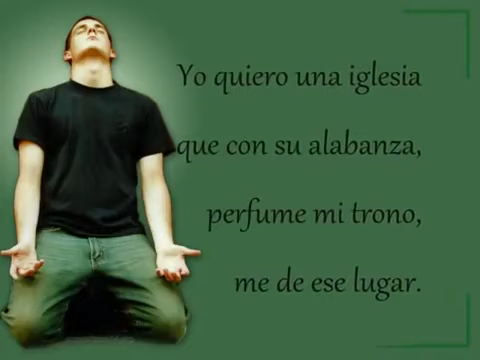 Yo quiero una iglesia
que con su alabanza,
perfume mi trono,
me de ese lugar.